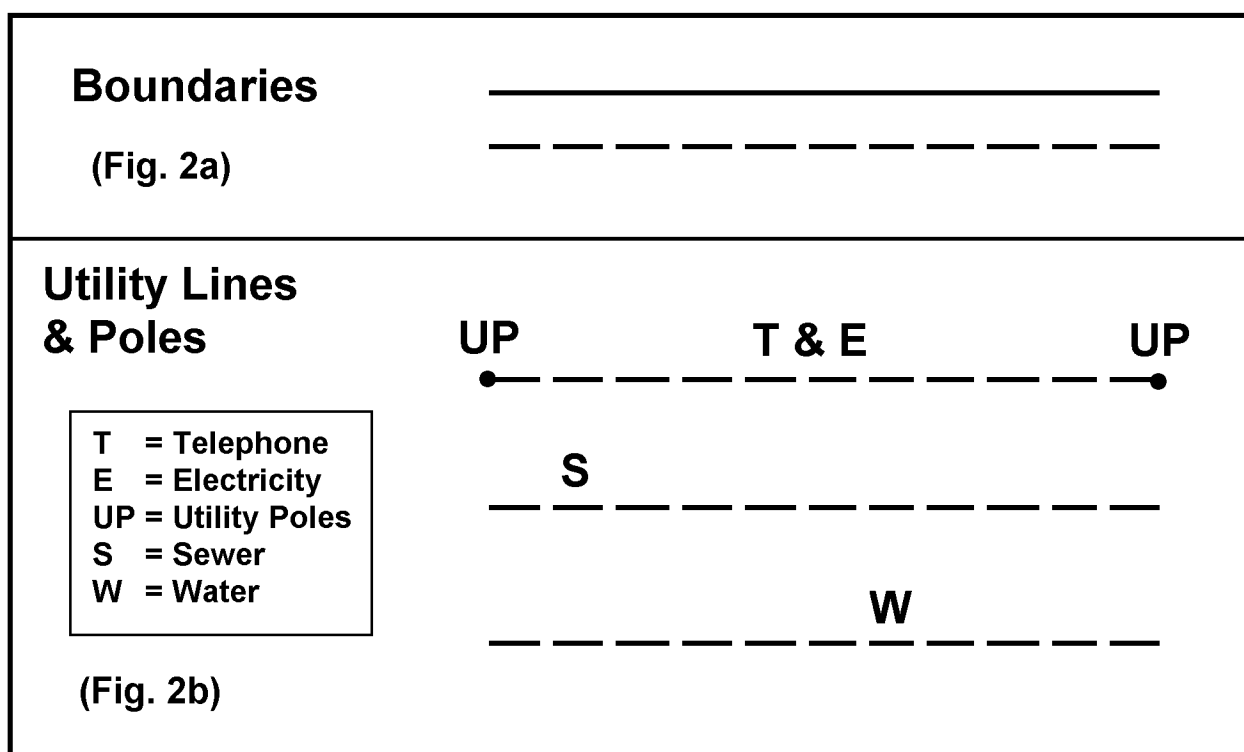 Boundaries
(Fig. 2a)
Utility Lines
& Poles
UP T & E UP
T = Telephone
E = Electricity
UP = Utility Poles
S = Sewer
W = Water
S
W
(Fig. 2b)